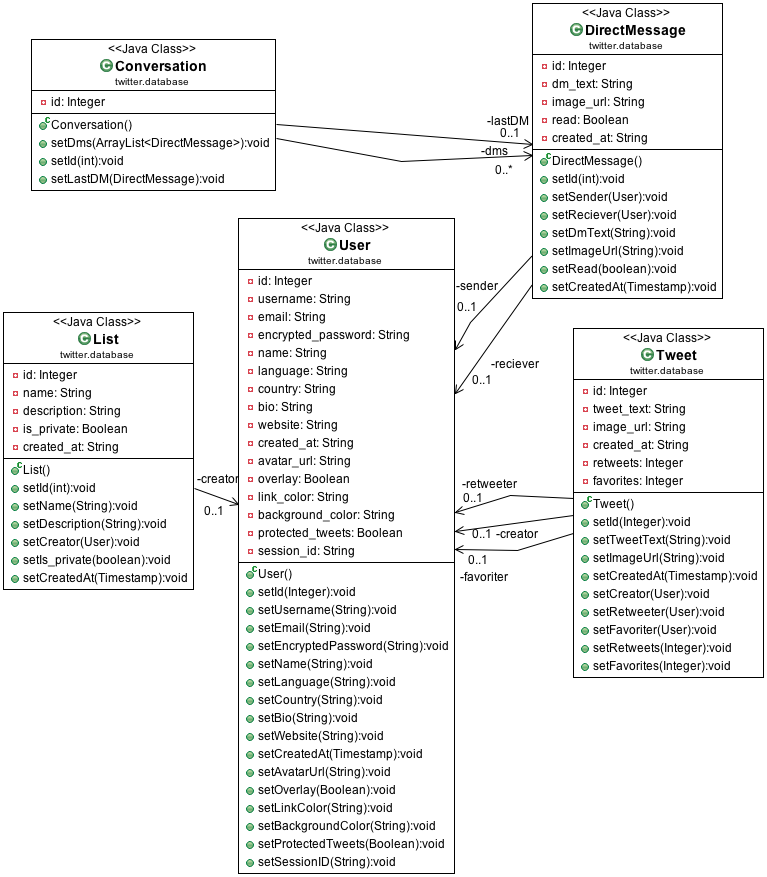 <<Java Class>>
Conversation
twitter.database
id: Integer
Conversation()
setDms(ArrayList<DirectMessage>):void
setId(int):void
setLastDM(DirectMessage):void
<<Java Class>>
DirectMessage
twitter.database
id: Integer
dm_text: String
image_url: String
read: Boolean
created_at: String
DirectMessage()
setId(int):void
setSender(User):void
setReciever(User):void
setDmText(String):void
setImageUrl(String):void
setRead(boolean):void
setCreatedAt(Timestamp):void
-lastDM
0..1
-dms
0..*
<<Java Class>>
User
twitter.database
id: Integer
username: String
email: String
encrypted_password: String
name: String
language: String
country: String
bio: String
website: String
created_at: String
avatar_url: String
overlay: Boolean
link_color: String
background_color: String
protected_tweets: Boolean
session_id: String
User()
setId(Integer):void
setUsername(String):void
setEmail(String):void
setEncryptedPassword(String):void
setName(String):void
setLanguage(String):void
setCountry(String):void
setBio(String):void
setWebsite(String):void
setCreatedAt(Timestamp):void
setAvatarUrl(String):void
setOverlay(Boolean):void
setLinkColor(String):void
setBackgroundColor(String):void
setProtectedTweets(Boolean):void
setSessionID(String):void
-sender
0..1
-reciever
0..1
<<Java Class>>
List
twitter.database
id: Integer
name: String
description: String
is_private: Boolean
created_at: String
List()
setId(int):void
setName(String):void
setDescription(String):void
setCreator(User):void
setIs_private(boolean):void
setCreatedAt(Timestamp):void
-creator
0..1
<<Java Class>>
Tweet
twitter.database
id: Integer
tweet_text: String
image_url: String
created_at: String
retweets: Integer
favorites: Integer
Tweet()
setId(Integer):void
setTweetText(String):void
setImageUrl(String):void
setCreatedAt(Timestamp):void
setCreator(User):void
setRetweeter(User):void
setFavoriter(User):void
setRetweets(Integer):void
setFavorites(Integer):void
-retweeter
0..1
0..1 -creator
0..1
-favoriter